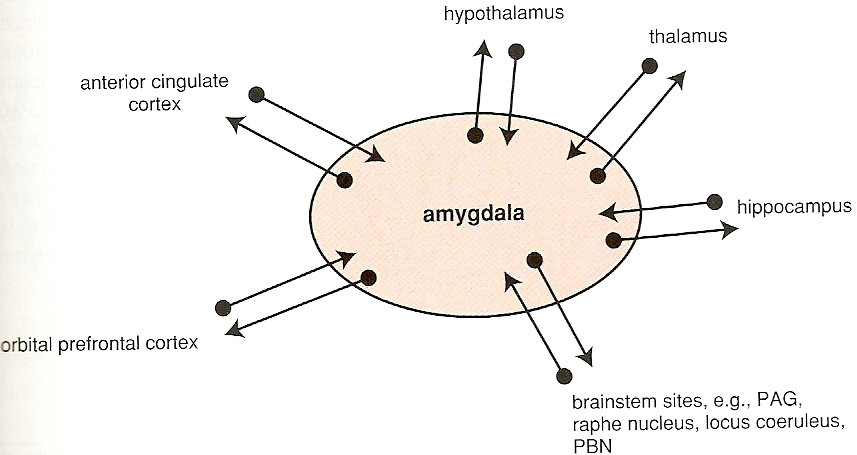 hypothalamus
thalamus
anterior cingulate
cortex
amygdala
hippocampus
orbital prefrontal cortex
brainstem sites, e.g., PAG,
raphe nucleus, locus coeruleus,
PBN